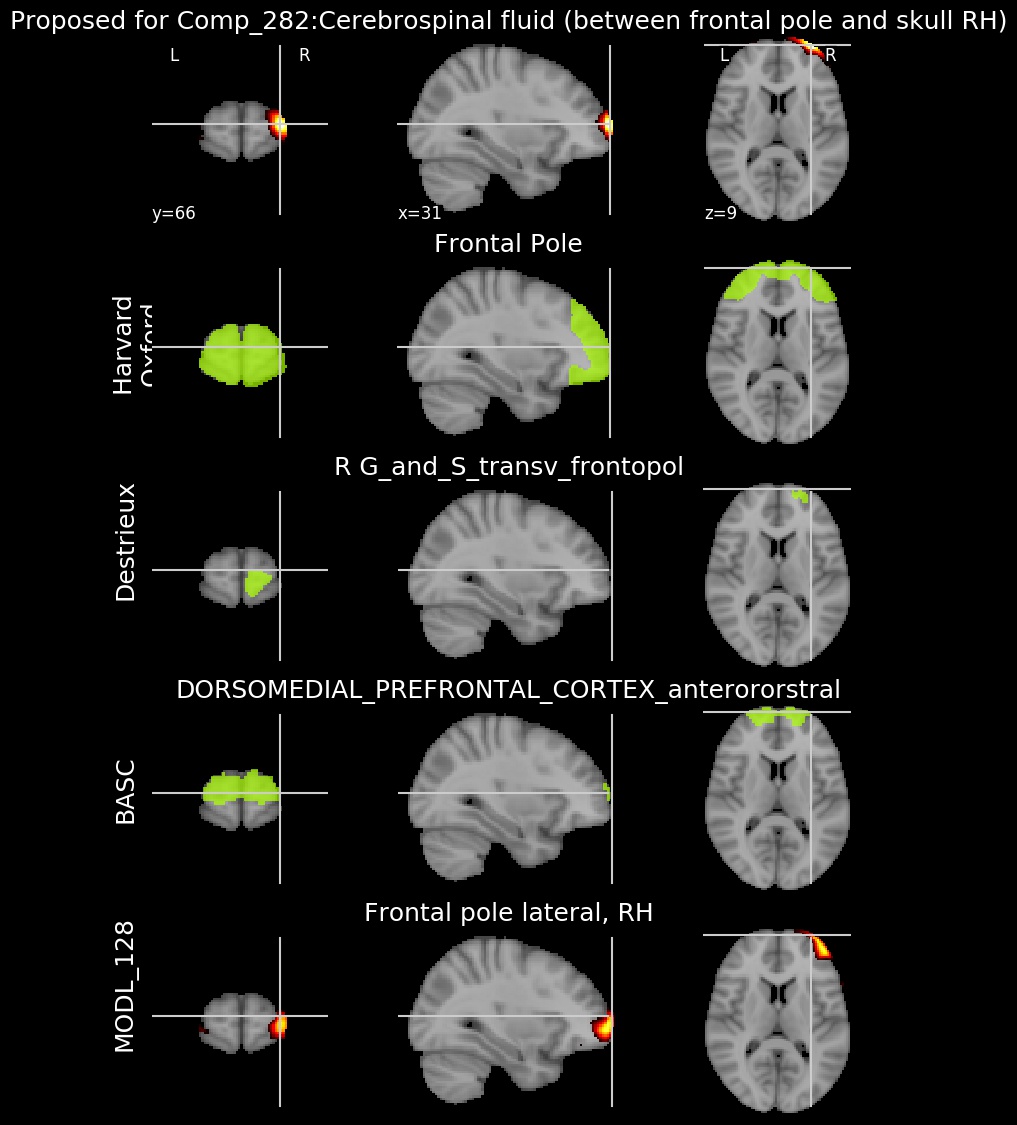 Proposed for Comp_282:Cerebrospinal fluid (between frontal pole and skull RH)
L R L R
y=66 x=31 z=9
Frontal Pole
Harvard
Oxford
R G_and_S_transv_frontopol
Destrieux
DORSOMEDIAL_PREFRONTAL_CORTEX_anterororstral
BASC
Frontal pole lateral, RH
MODL_128